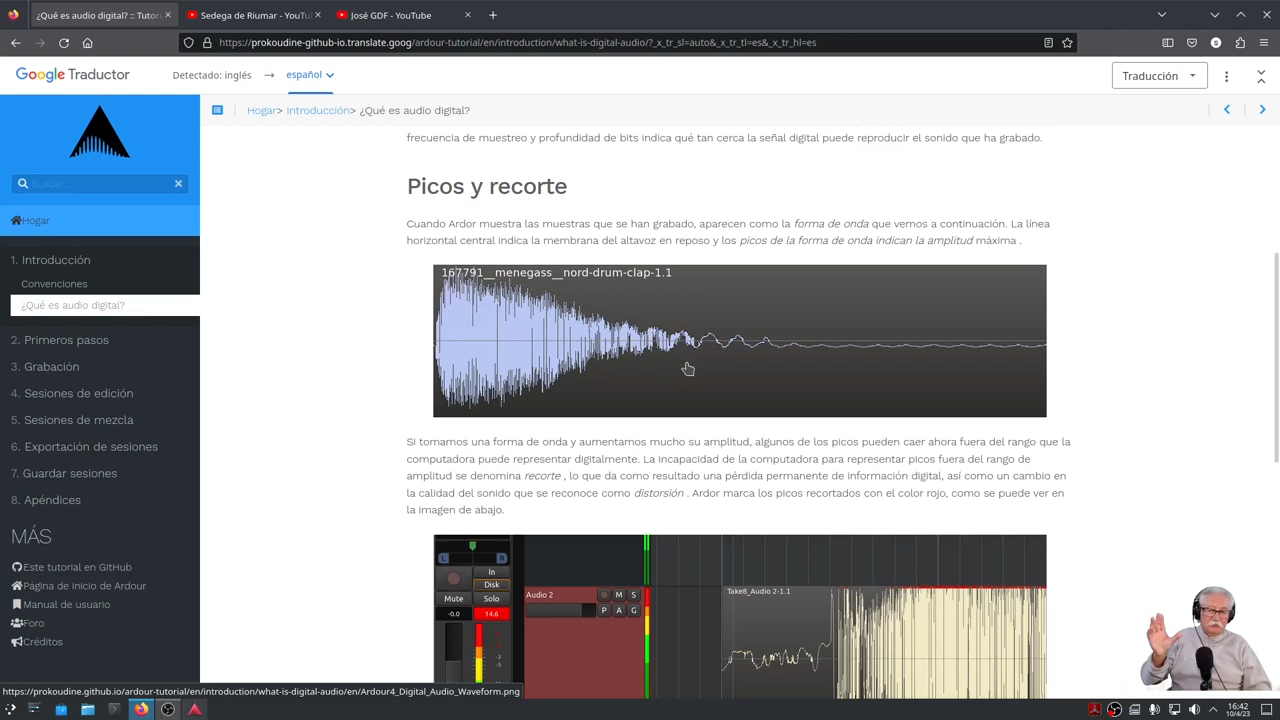 ¿Qué es audio digital? :: Tutori
Sedega de Riumar - YouTu
José GDF - YouTube
https://prokoudine-github-io.translate.goog/ardour-tutorial/en/introduction/what-is-digital-audio/?_x_tr_sl=auto&_x_tr_tl=es&_x_tr_hl=es
Google Traductor
Detectado: inglés
español
Traducción
Hogar> Introducción> ¿Qué es audio digital?
Buscar...
Hogar
1. Introducción
Convenciones
¿Qué es audio digital?
2. Primeros pasos
3. Grabación
4. Sesiones de edición
5. Sesiones de mezcla
6. Exportación de sesiones
7. Guardar sesiones
8. Apéndices
MÁS
Este tutorial en GitHub
Página de inicio de Ardour
Manual de usuario
Foro
Créditos
frecuencia de muestreo y profundidad de bits indica qué tan cerca la señal digital puede reproducir el sonido que ha grabado.
Picos y recorte
Cuando Ardor muestra las muestras que se han grabado, aparecen como la forma de onda que vemos a continuación. La línea
horizontal central indica la membrana del altavoz en reposo y los picos de la forma de onda indican la amplitud máxima .
167791__menegass__nord-drum-clap-1.1
Si tomamos una forma de onda y aumentamos mucho su amplitud, algunos de los picos pueden caer ahora fuera del rango que la
computadora puede representar digitalmente. La incapacidad de la computadora para representar picos fuera del rango de
amplitud se denomina recorte , lo que da como resultado una pérdida permanente de información digital, así como un cambio en
la calidad del sonido que se reconoce como distorsión . Ardor marca los picos recortados con el color rojo, como se puede ver en
la imagen de abajo.
L R
In
Disk
Mute Solo
-0.0 14.6
-3
-5
Audio 2
M S
P A G
Take8_Audio 2-1.1
https://prokoudine.github.io/ardour-tutorial/en/introduction/what-is-digital-audio/en/Ardour4_Digital_Audio_Waveform.png
16:42
10/4/23